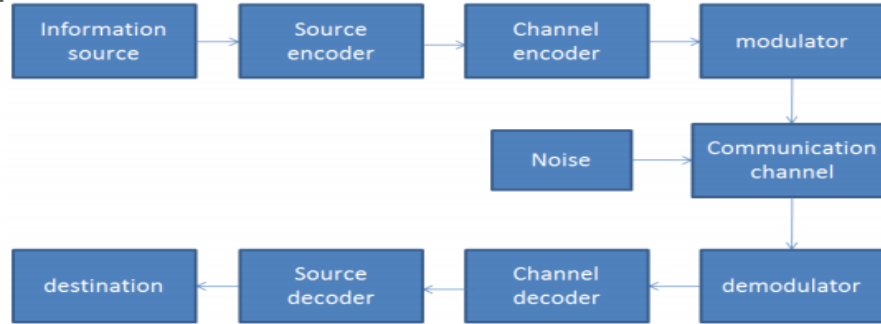 Information
source
Source
encoder
Channel
encoder
modulator
Noise
Communication
channel
destination
Source
decoder
Channel
decoder
demodulator